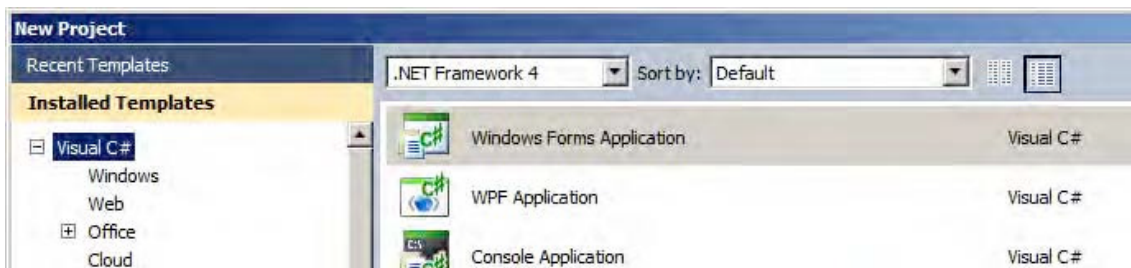 New Project
Recent Templates
Installed Templates
Visual C#
Windows
Web
Office
Cloud
.NET Framework 4 Sort by: Default
C# Windows Forms Application Visual C#
C# WPF Application Visual C#
C:\ C# Console Application Visual C#